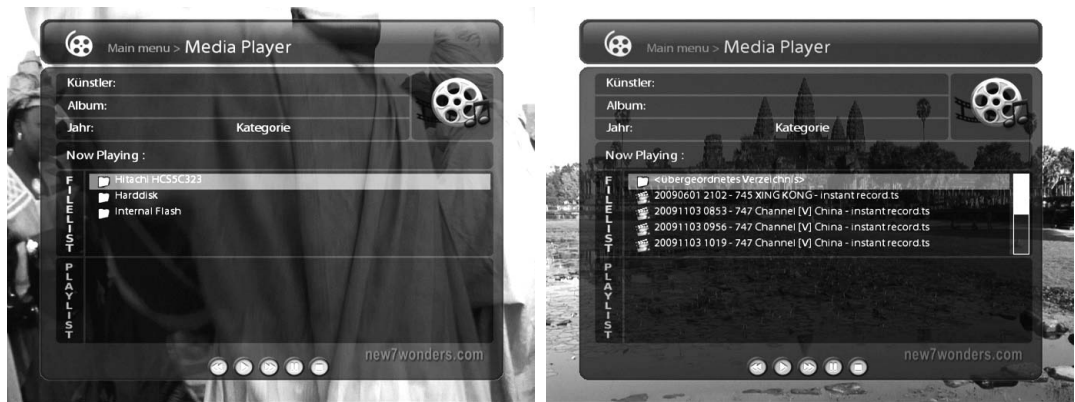 Main menu > Media Player
Künstler:
Album:
Jahr: Kategorie
Now Playing :
FILELIST
Hitachi HCS5C323
Harddisk
Internal Flash
PLAYLIST
new7wonders.com
Main menu > Media Player
Künstler:
Album:
Jahr: Kategorie
Now Playing :
FILELIST
<übergeordnetes Verzeichnis>
20090601 2102 - 745 XING KONG - instant record.ts
20091103 0853 - 747 Channel [V] China - instant record.ts
20091103 0956 - 747 Channel [V] China - instant record.ts
20091103 1019 - 747 Channel [V] China - instant record.ts
PLAYLIST
new7wonders.com